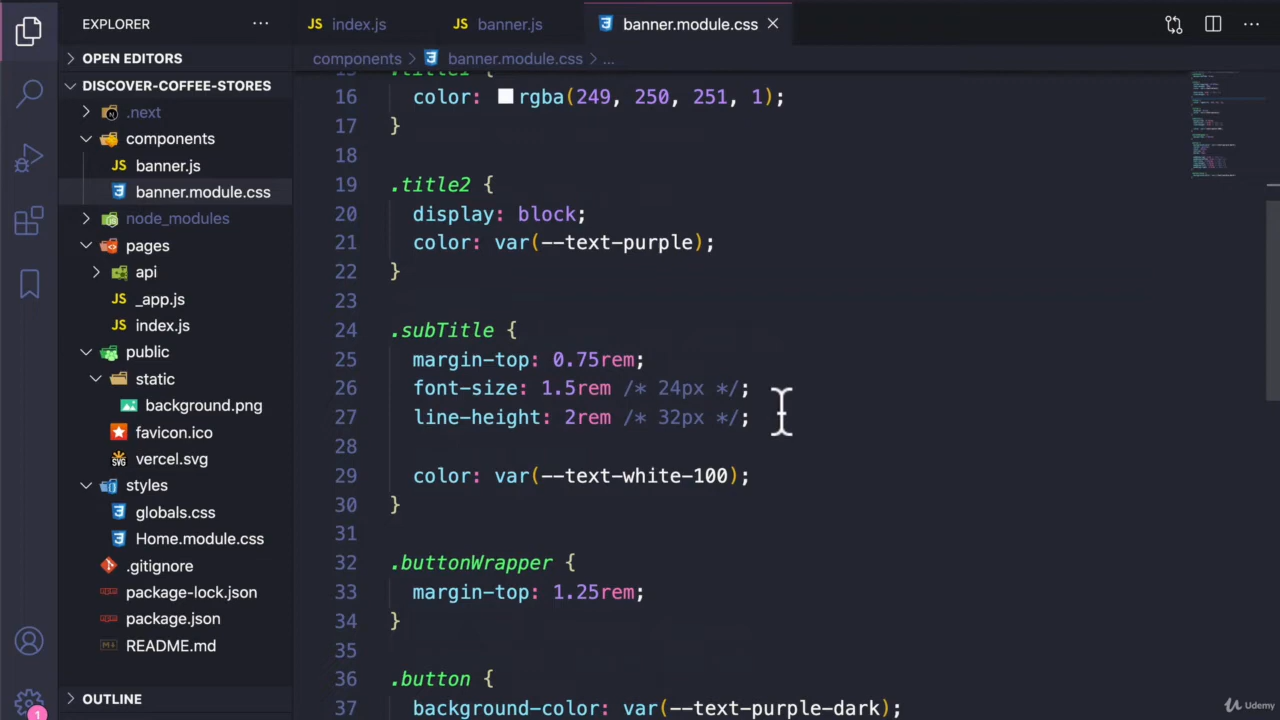 EXPLORER
OPEN EDITORS
DISCOVER-COFFEE-STORES
.next
components
JS banner.js
banner.module.css
node_modules
pages
api
JS _app.js
JS index.js
public
static
background.png
favicon.ico
SVG vercel.svg
styles
globals.css
Home.module.css
.gitignore
package-lock.json
package.json
README.md
OUTLINE
1
JS index.js
JS banner.js
banner.module.css
components > banner.module.css > ...
15 .title1 {
16 color: rgba(249, 250, 251, 1);
17 }
18
19 .title2 {
20 display: block;
21 color: var(--text-purple);
22 }
23
24 .subTitle {
25 margin-top: 0.75rem;
26 font-size: 1.5rem /* 24px */;
27 line-height: 2rem /* 32px */;
28
29 color: var(--text-white-100);
30 }
31
32 .buttonWrapper {
33 margin-top: 1.25rem;
34 }
35
36 .button {
37 background-color: var(--text-purple-dark);
Udemy